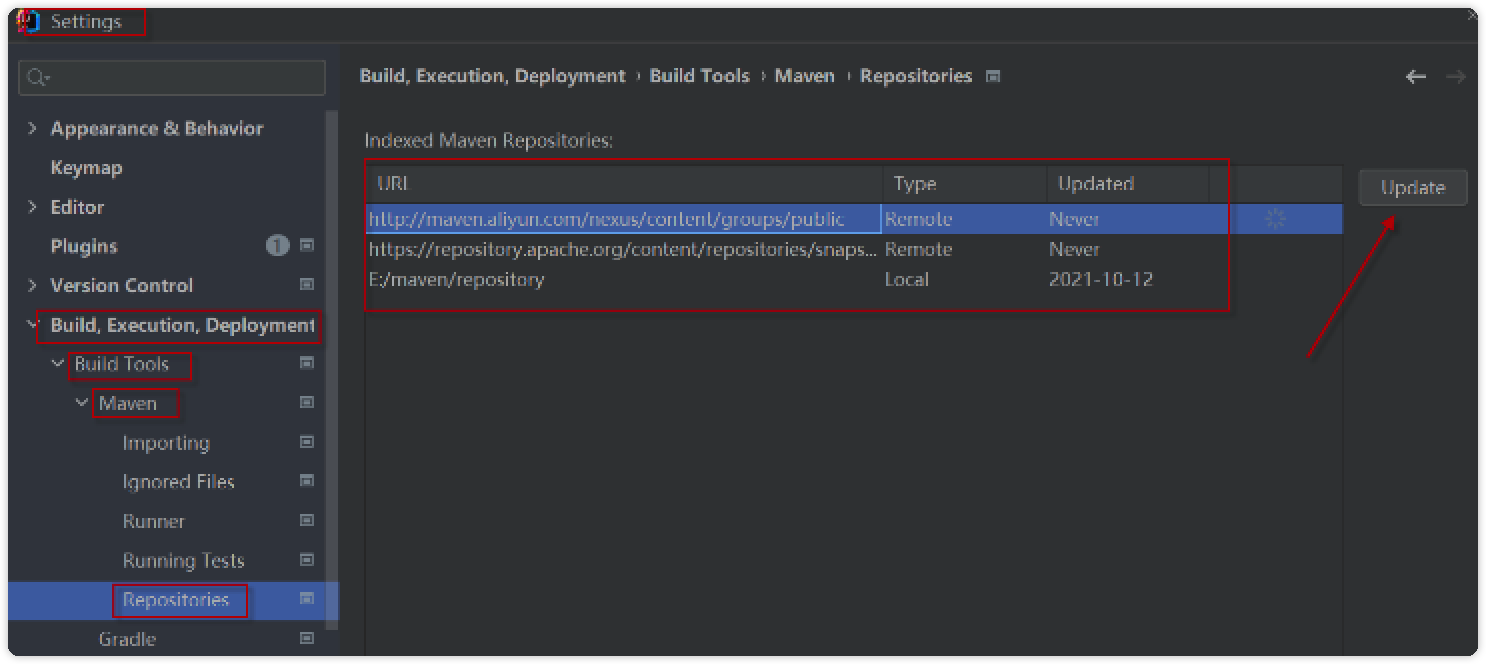 Settings
Build, Execution, Deployment › Build Tools › Maven › Repositories
Appearance & Behavior
Keymap
Editor
Plugins 1
Version Control
Build, Execution, Deployment
Build Tools
Maven
Importing
Ignored Files
Runner
Running Tests
Repositories
Gradle
Indexed Maven Repositories:
URL Type Updated
http://maven.aliyun.com/nexus/content/groups/public Remote Never
https://repository.apache.org/content/repositories/snaps... Remote Never
E:/maven/repository Local 2021-10-12
Update